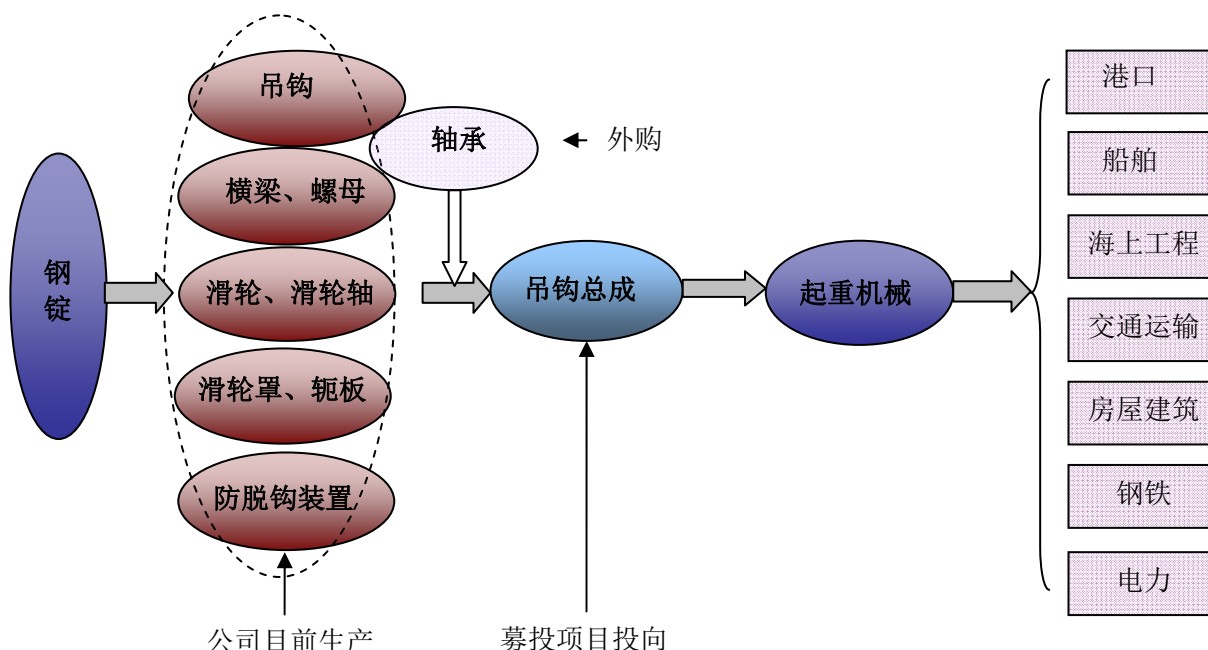 钢
锭
吊钩
横梁、螺母
滑轮、滑轮轴
滑轮罩、轭板
防脱钩装置
公司目前生产
轴承
外购
吊钩总成
募投项目投向
起重机械
港口
船舶
海上工程
交通运输
房屋建筑
钢铁
电力